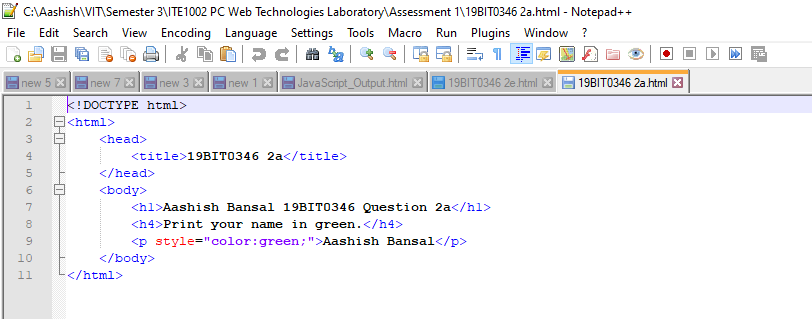 C:\Aashish\VIT\Semester 3\ITE1002 PC Web Technologies Laboratory\Assessment 1\19BIT0346 2a.html - Notepad++
File Edit Search View Encoding Language Settings Tools Macro Run Plugins Window ?
new 5 new 7 new 3 new 1 JavaScript_Output.html 19BIT0346 2e.html 19BIT0346 2a.html
1 <!DOCTYPE html>
2 <html>
3 <head>
4 <title>19BIT0346 2a</title>
5 </head>
6 <body>
7 <h1>Aashish Bansal 19BIT0346 Question 2a</h1>
8 <h4>Print your name in green.</h4>
9 <p style="color:green;">Aashish Bansal</p>
10 </body>
11 </html>